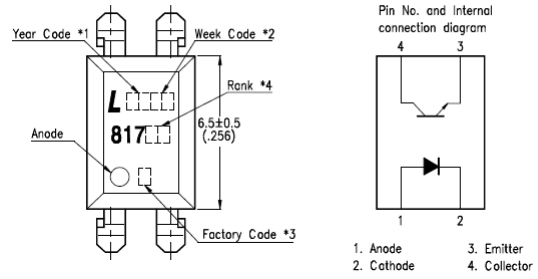 Year Code *1
Week Code *2
L
Rank *4
817
6.5±0.5
(.256)
Anode
Factory Code *3
Pin No. and Internal
connection diagram
4 3
1 2
1. Anode 3. Emitter
2. Cathode 4. Collector